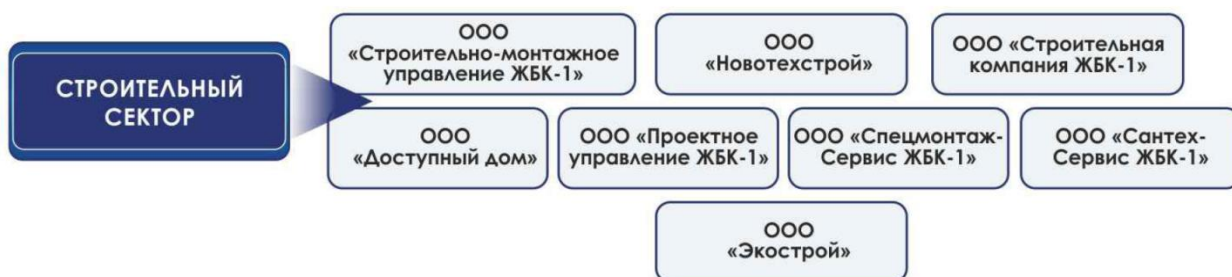 СТРОИТЕЛЬНЫЙ
СЕКТОР
ООО
«Строительно-монтажное
управление ЖБК-1»
ООО
«Новотехстрой»
ООО «Строительная
компания ЖБК-1»
ООО
«Доступный дом»
ООО «Проектное
управление ЖБК-1»
ООО «Спецмонтаж-
Сервис ЖБК-1»
ООО «Сантех-
Сервис ЖБК-1»
ООО
«Экострой»